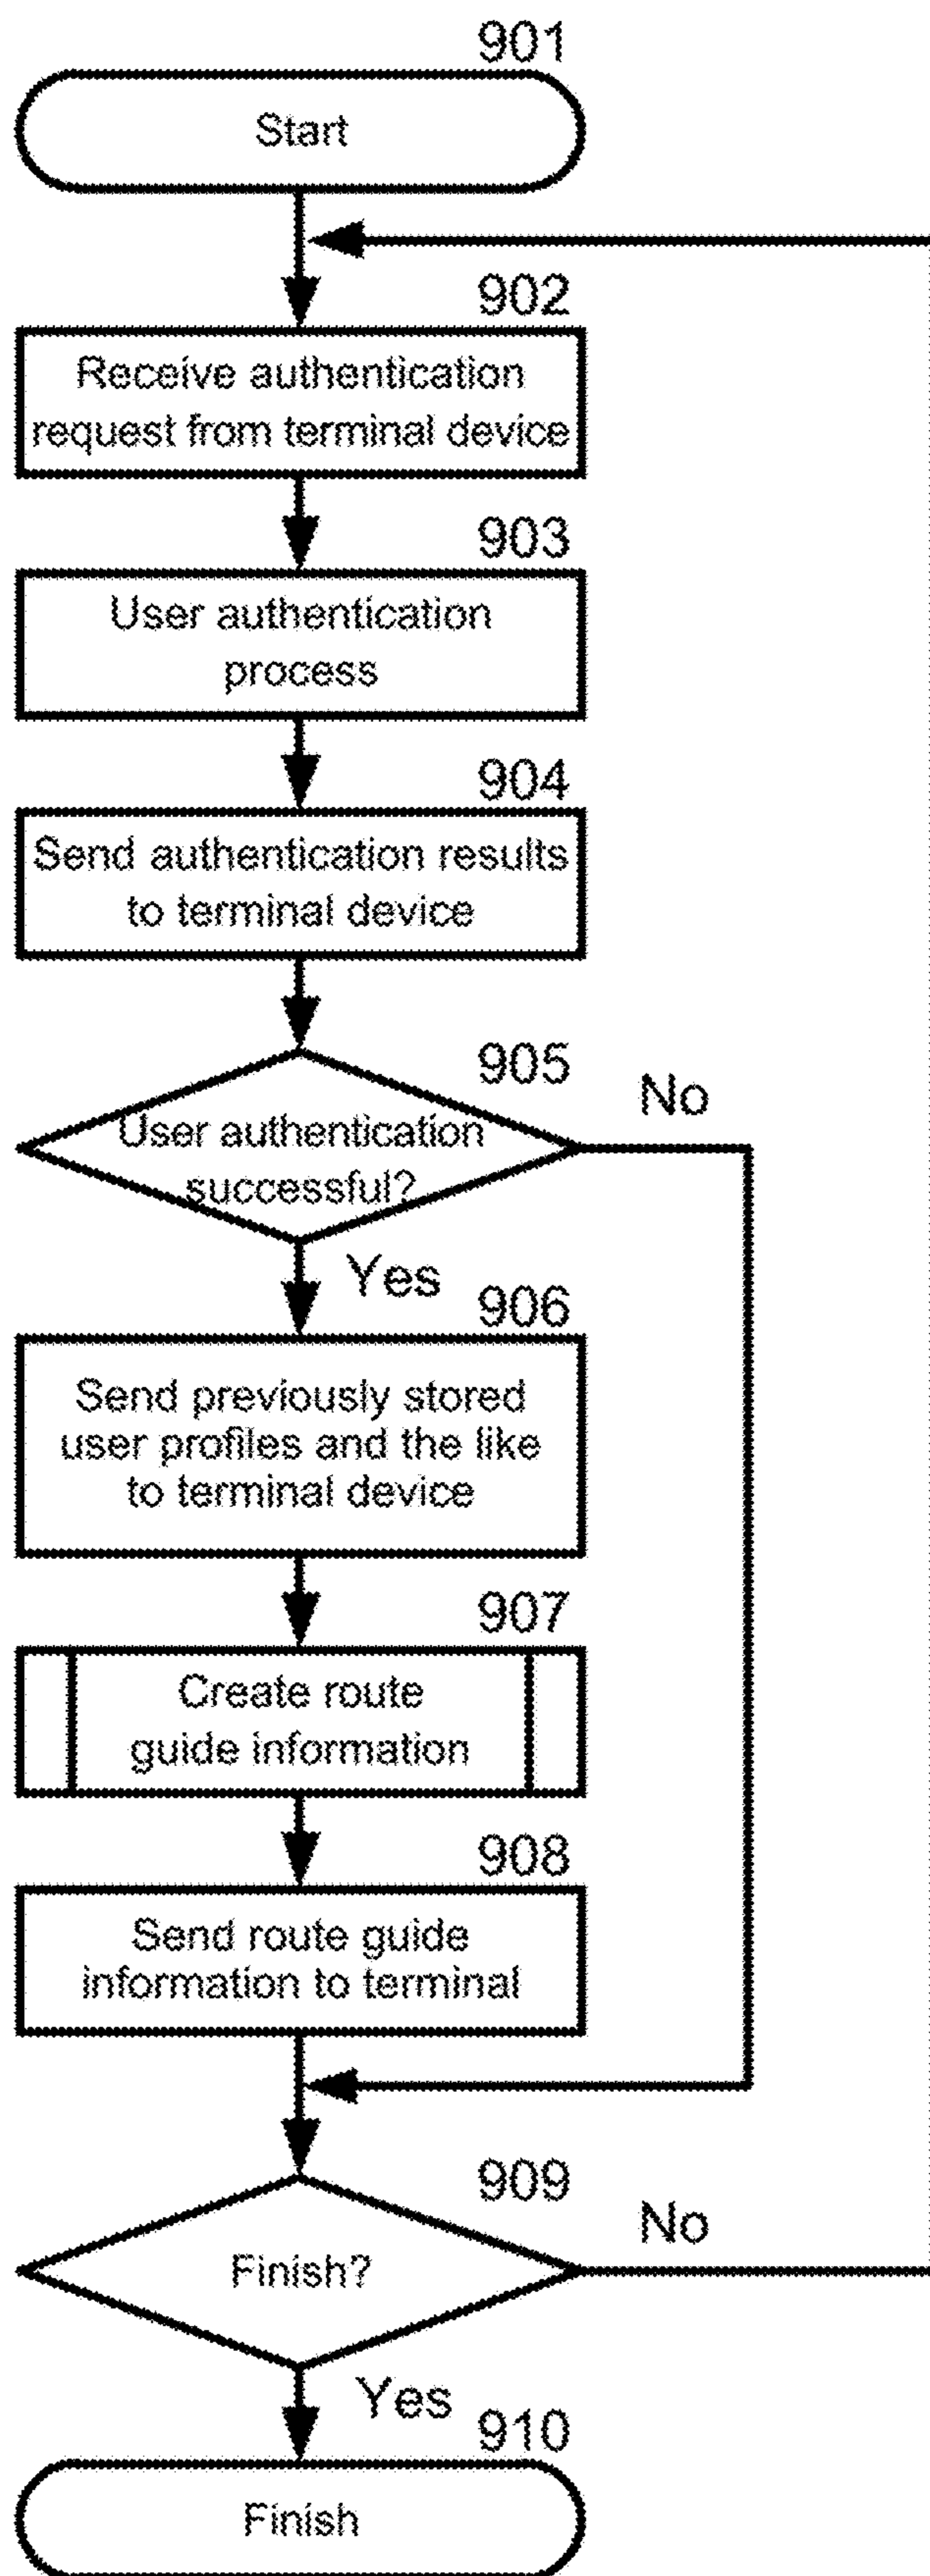 901
Start
902
Receive authentication
request from terminal device
903
User authentication
process
904
Send authentication results
to terminal device
905
No
User authentication
successful?
Yes
906
Send previously stored
user profiles and the like
to terminal device
907
Create route
guide information
908
Send route guide
information to terminal
909
No
Finish?
Yes
910
Finish